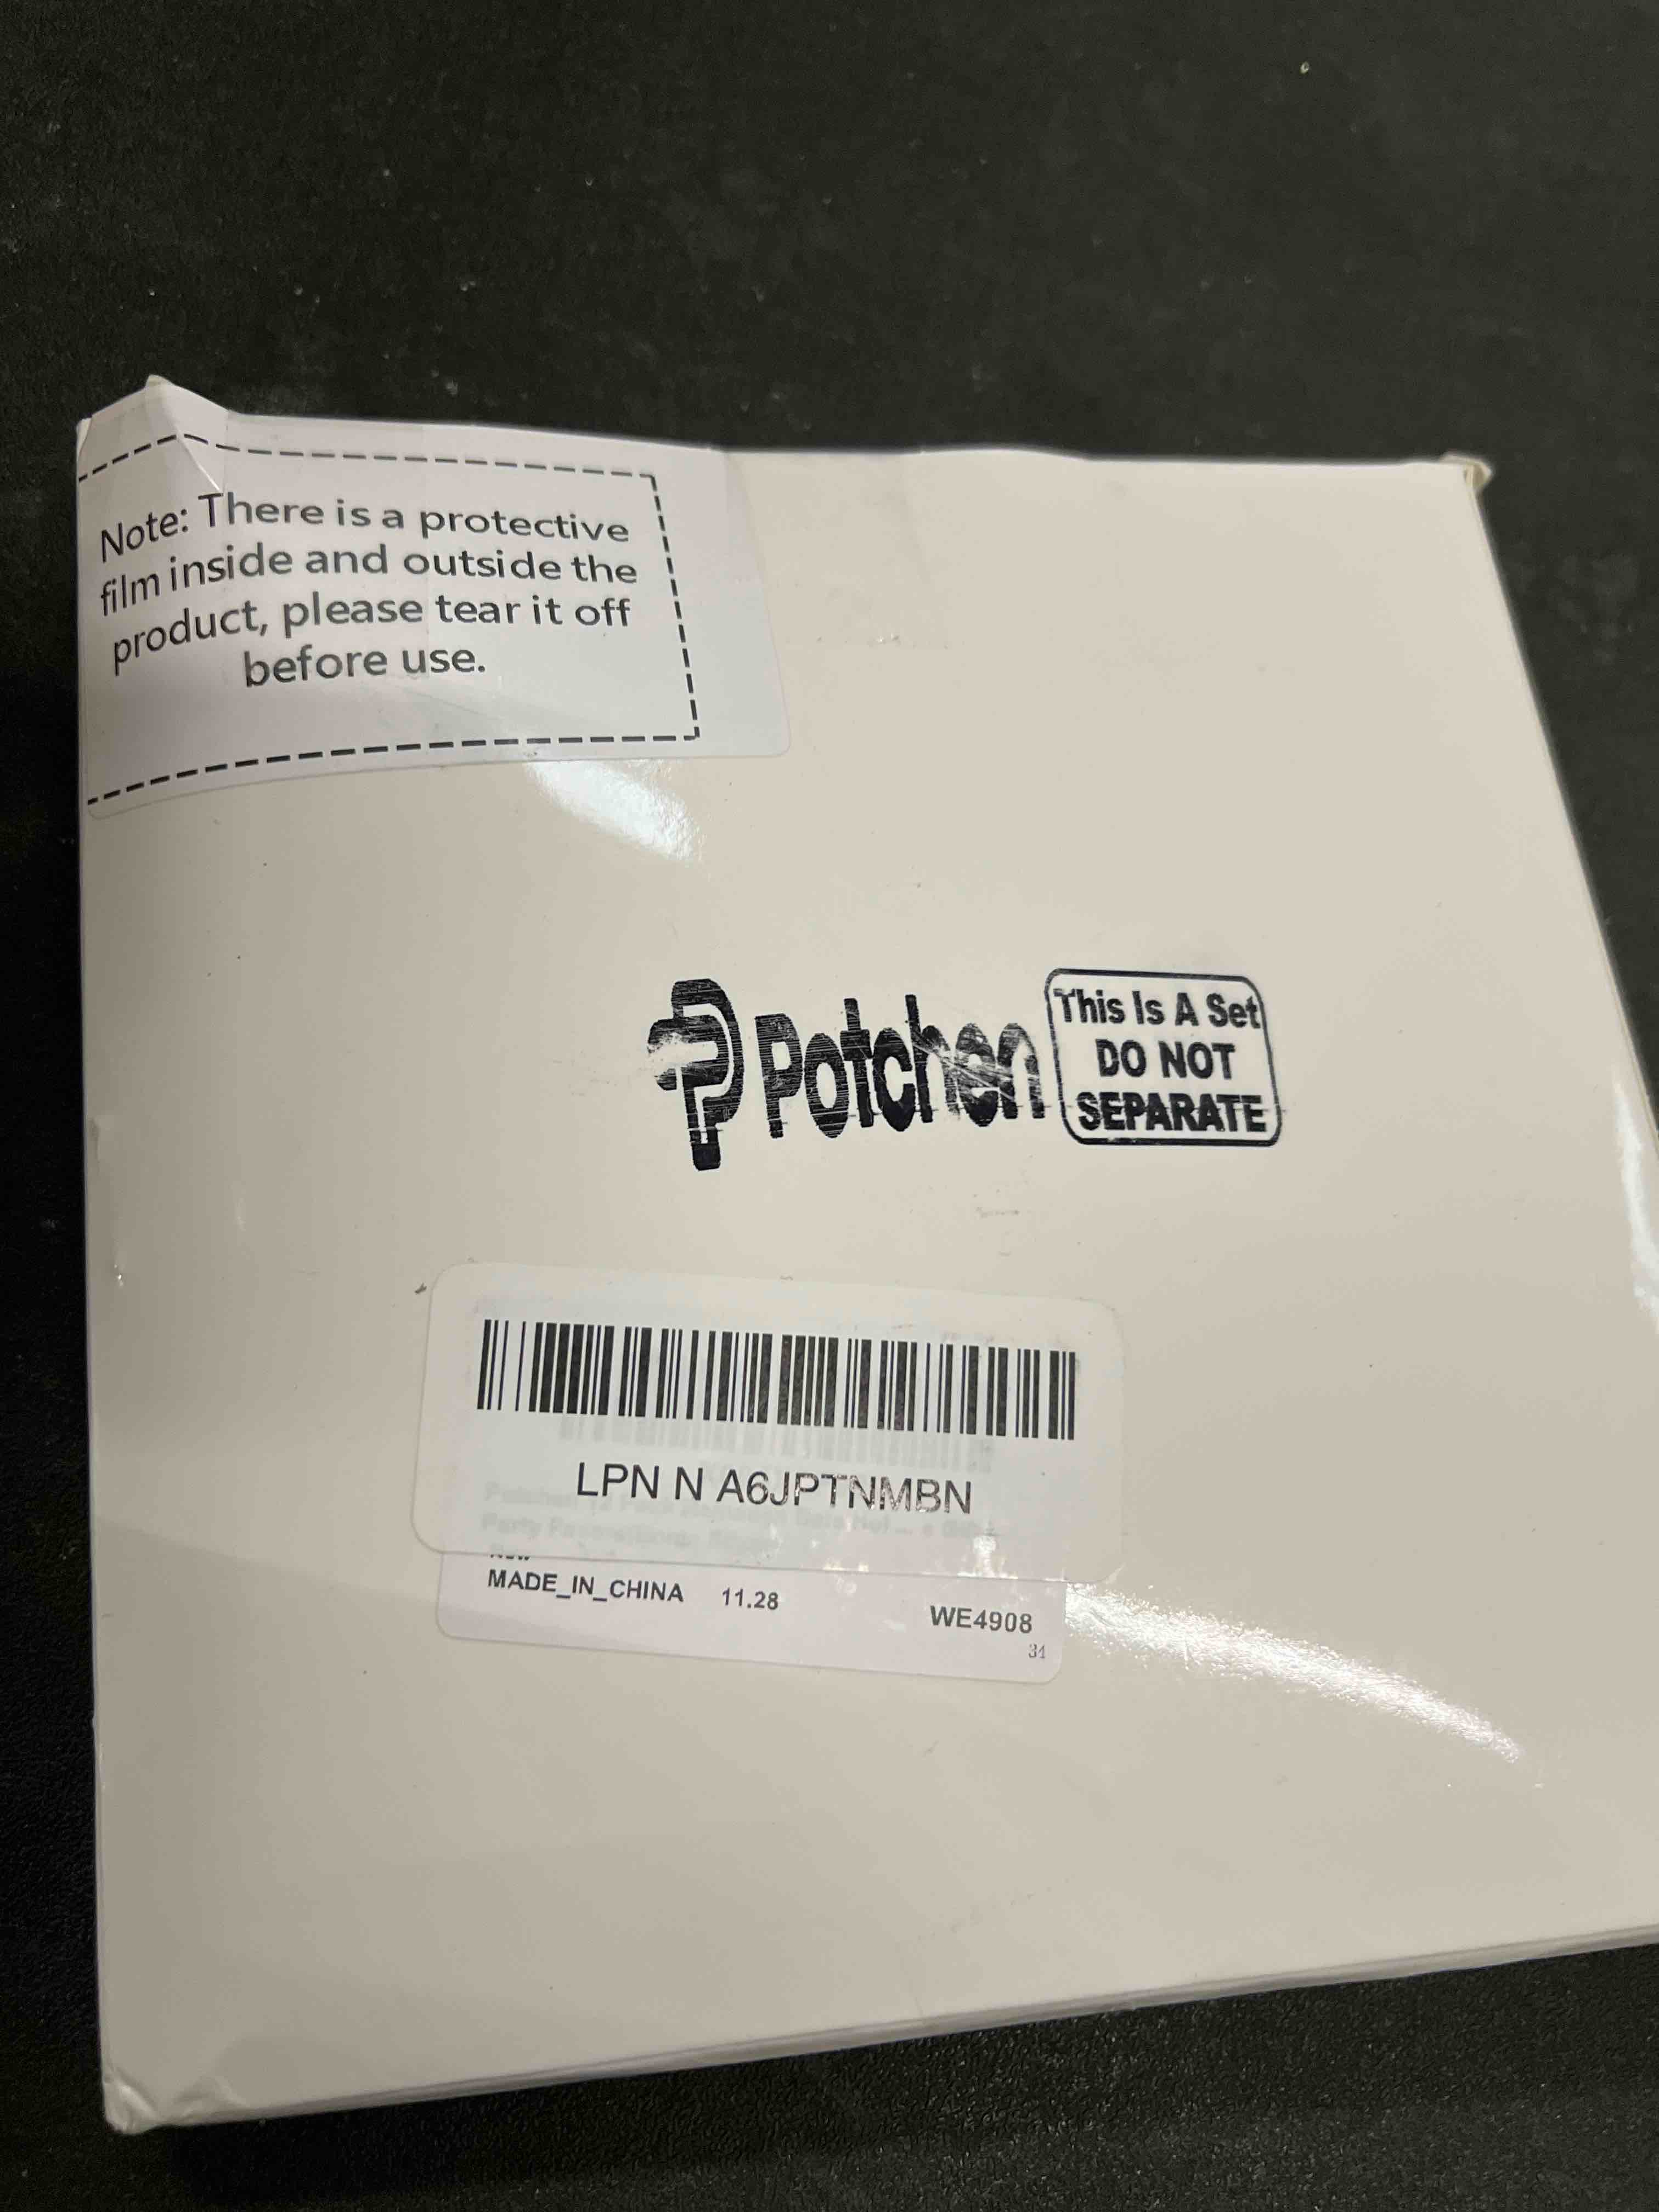 Note: There is a protective
film inside and outside the
product, please tear it off
before use.
Potchen
This Is A Set
DO NOT
SEPARATE
LPN N A6JPTNMBN
MADE_IN_CHINA 11.28
WE4908
31